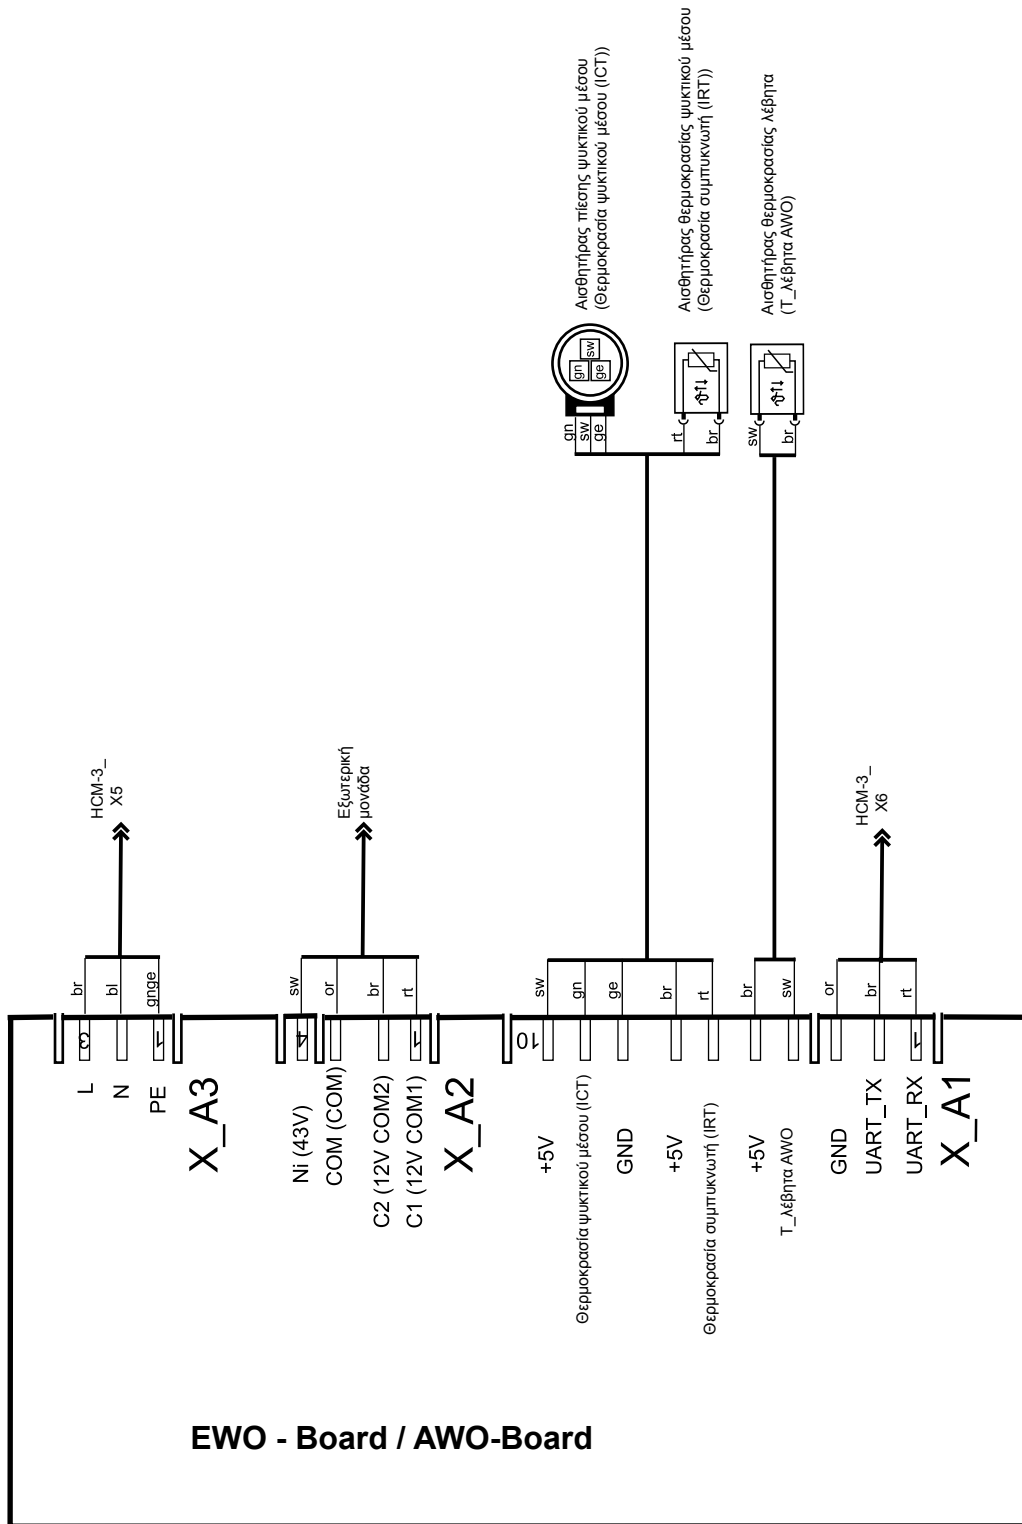 Αισθητήρας πίεσης ψυκτικού μέσου
(Θερμοκρασία ψυκτικού μέσου (ICT))
Αισθητήρας θερμοκρασίας ψυκτικού μέσου
(Θερμοκρασία συμπυκνωτή (IRT))
Αισθητήρας θερμοκρασίας λέβητα
(Τ_λέβητα AWO)
gn
sw
ge
gn
sw
ge
rt
br
sw
br
HCM-3_
X5
Εξωτερική
μονάδα
HCM-3_
X6
br
bl
gnge
sw
or
br
rt
sw
gn
ge
br
rt
br
sw
or
br
rt
3
1
4
1
10
1
L
N
PE
X_A3
Ni (43V)
COM (COM)
C2 (12V COM2)
C1 (12V COM1)
X_A2
+5V
Θερμοκρασία ψυκτικού μέσου (ICT)
GND
+5V
Θερμοκρασία συμπυκνωτή (IRT)
+5V
Τ_λέβητα AWO
GND
UART_TX
UART_RX
X_A1
EWO - Board / AWO-Board